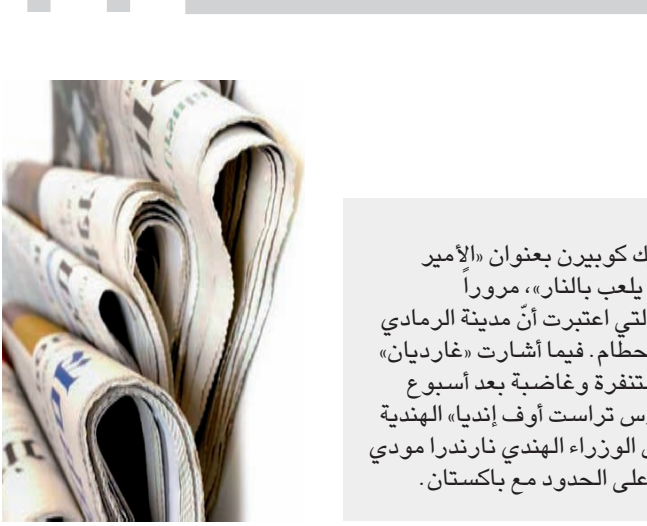 ك كوبيرن بعنوان «الأمير
يلعب بالنار»، مروراً
لتي اعتبرت أنّ مدينة الرمادي
حطام. فيما أشارت «غارديان»
ستنفرة وغاضبة بعد أسبوع
س تراست أوف إنديا» الهندية
الوزراء الهندي نارندرا مودي
على الحدود مع باكستان.